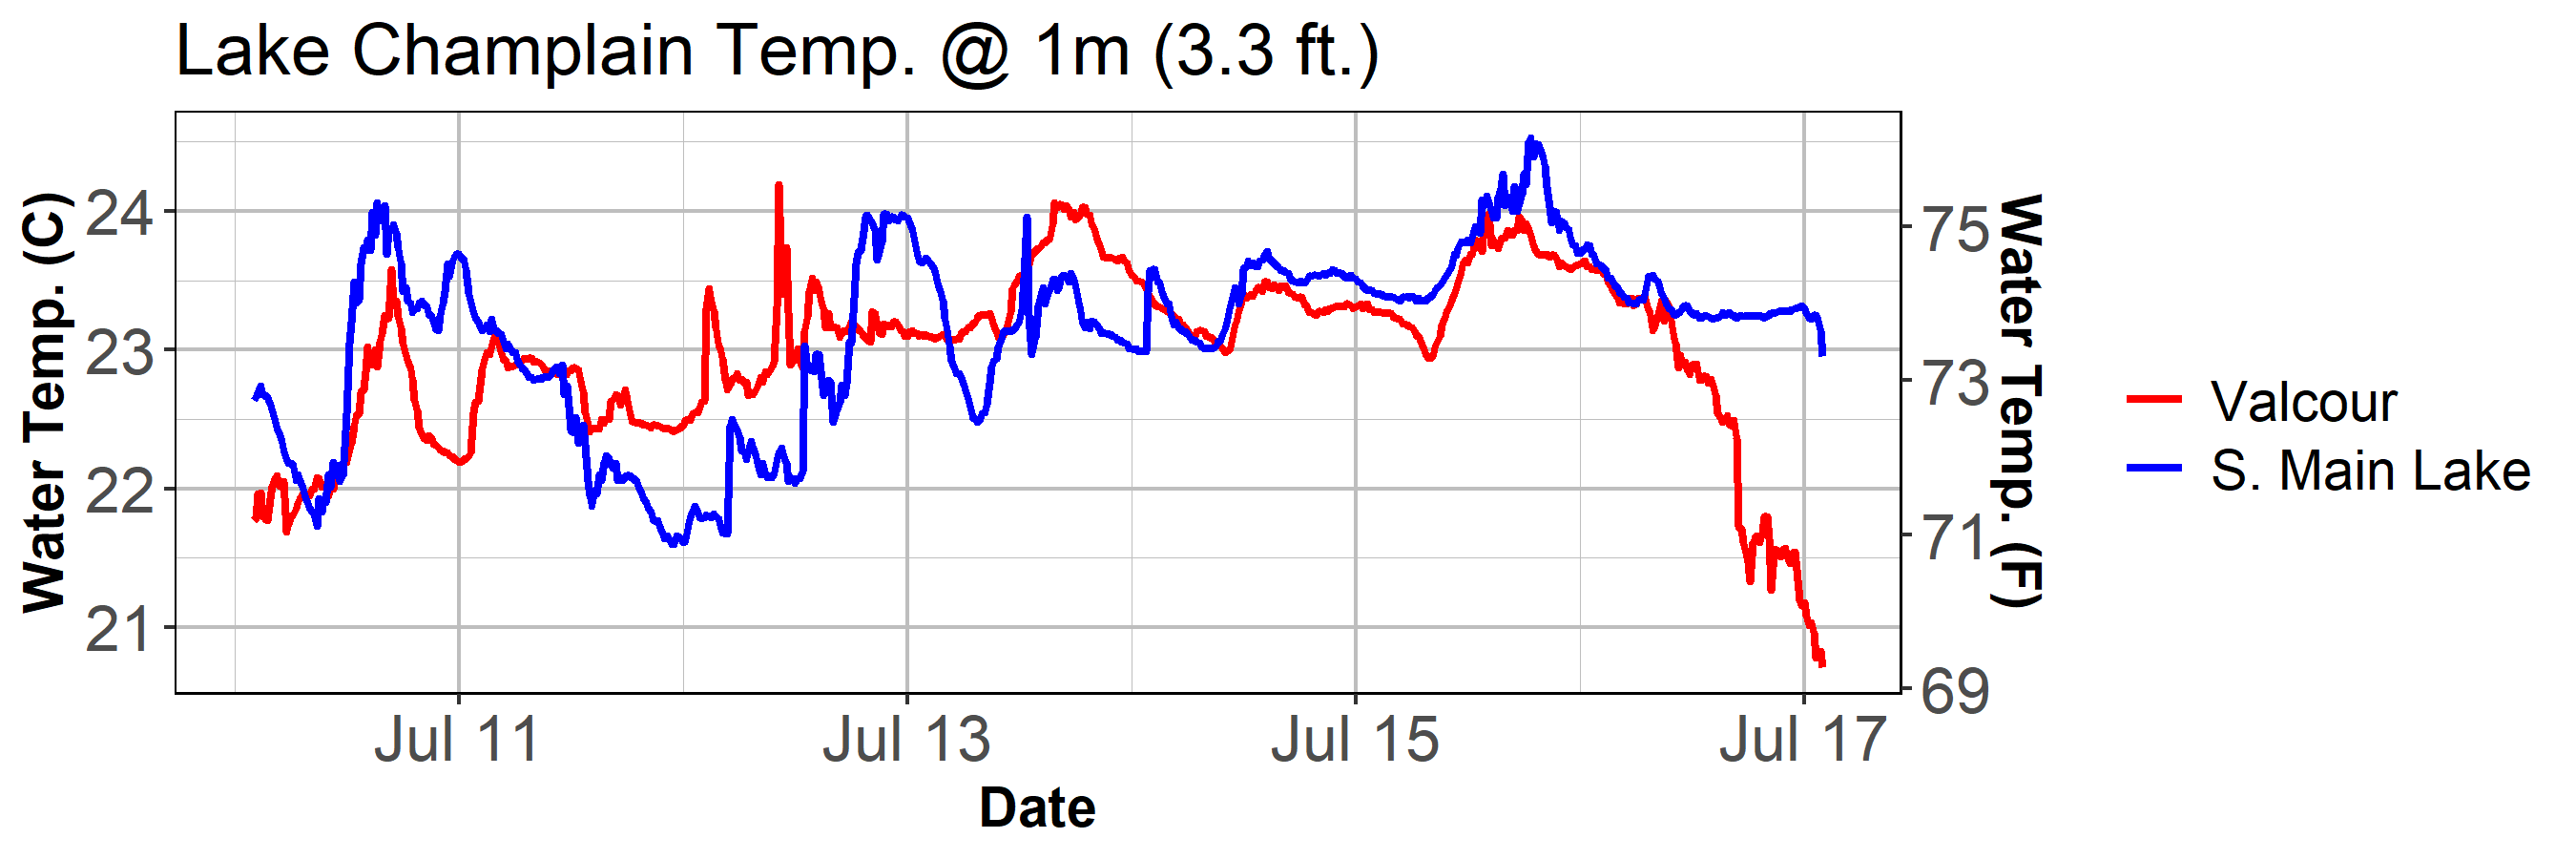 Lake Champlain Temp. @ 1m (3.3 ft.)
Water Temp. (C)
24
23
22
21
75
73
71
69
Water Temp. (F)
Jul 11
Jul 13
Jul 15
Jul 17
Date
Valcour
S. Main Lake